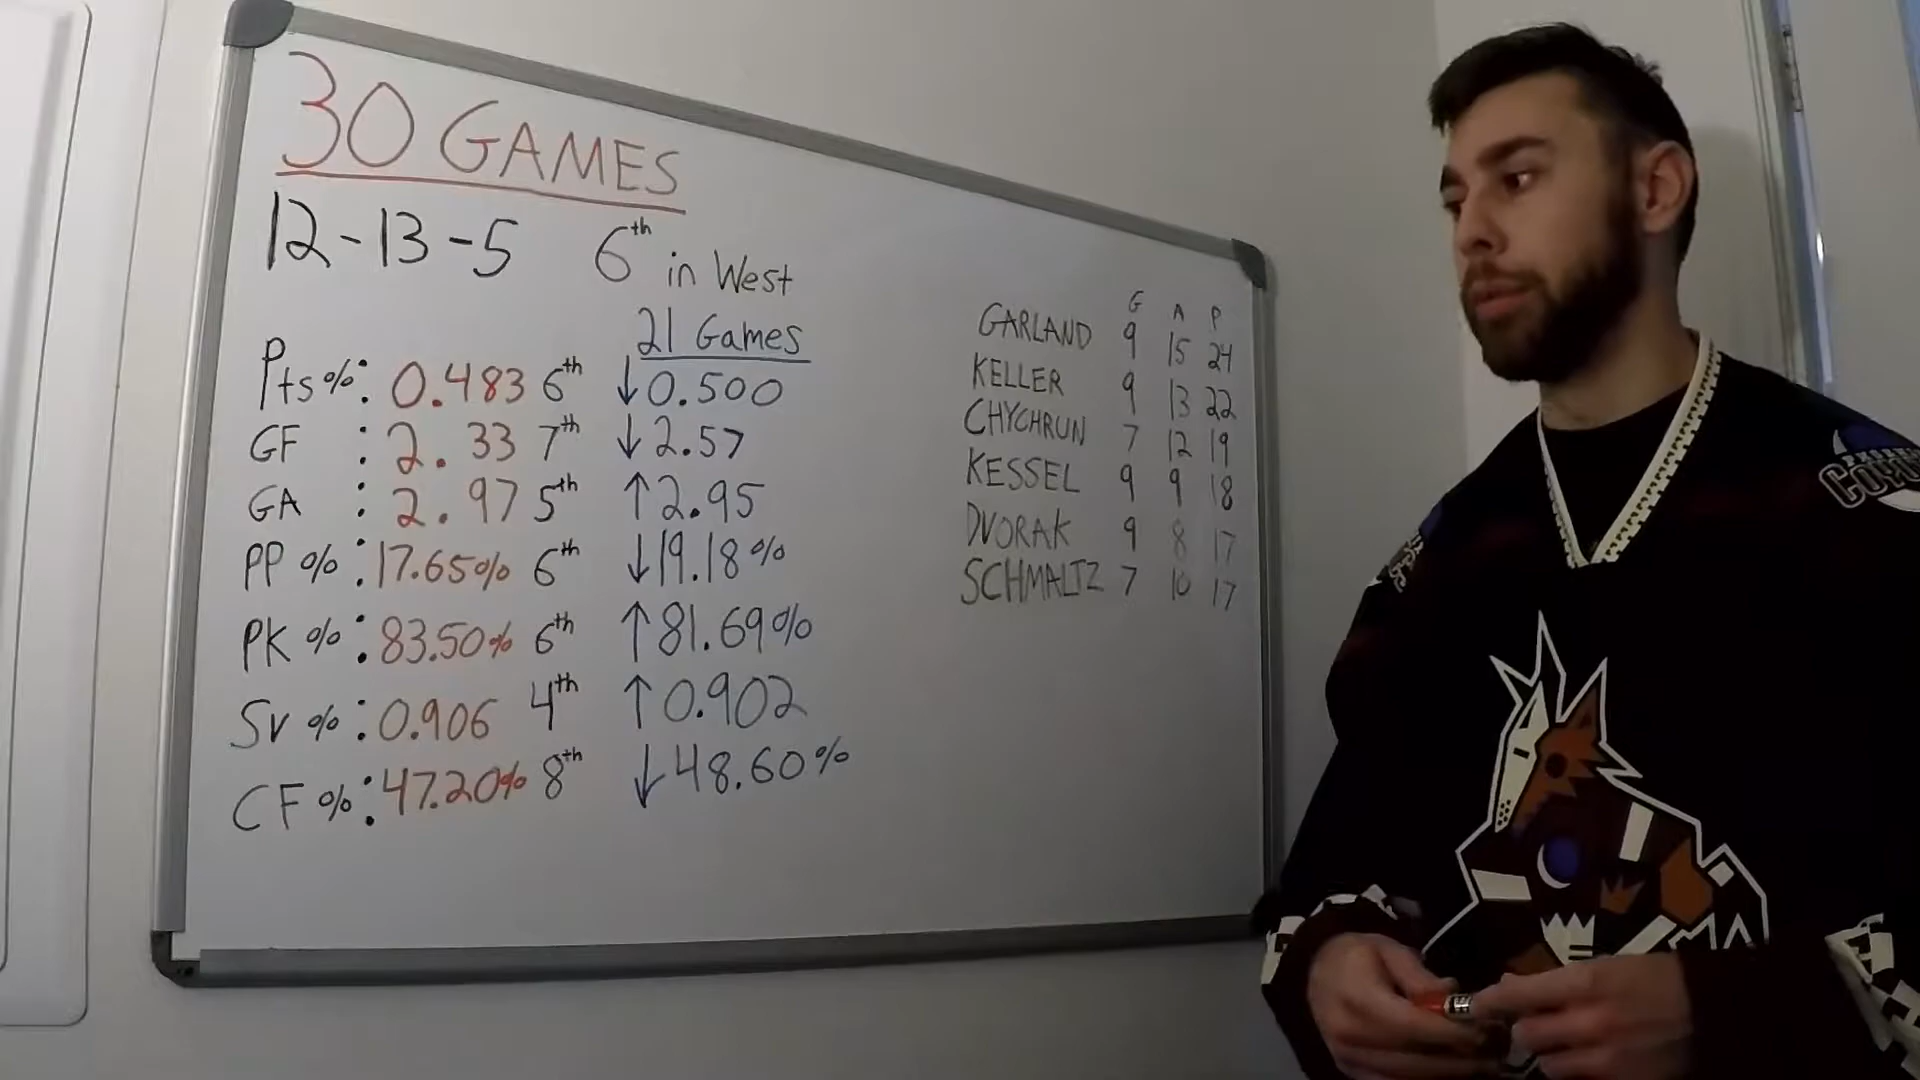 30 GAMES
12-13-5 6th in West
21 Games
Pts%: 0.483 6th ↓0.500
GF : 2.33 7th ↓2.57
GA : 2.97 5th ↑2.95
PP %: 17.65% 6th ↓19.18%
PK %: 83.50% 6th ↑81.69%
Sv %: 0.906 4th ↑0.902
CF %: 47.20% 8th ↓48.60%
G A P
GARLAND 9 15 24
KELLER 9 13 22
CHYCHRUN 7 12 19
KESSEL 9 9 18
DVORAK 9 8 17
SCHMALTZ 7 10 17